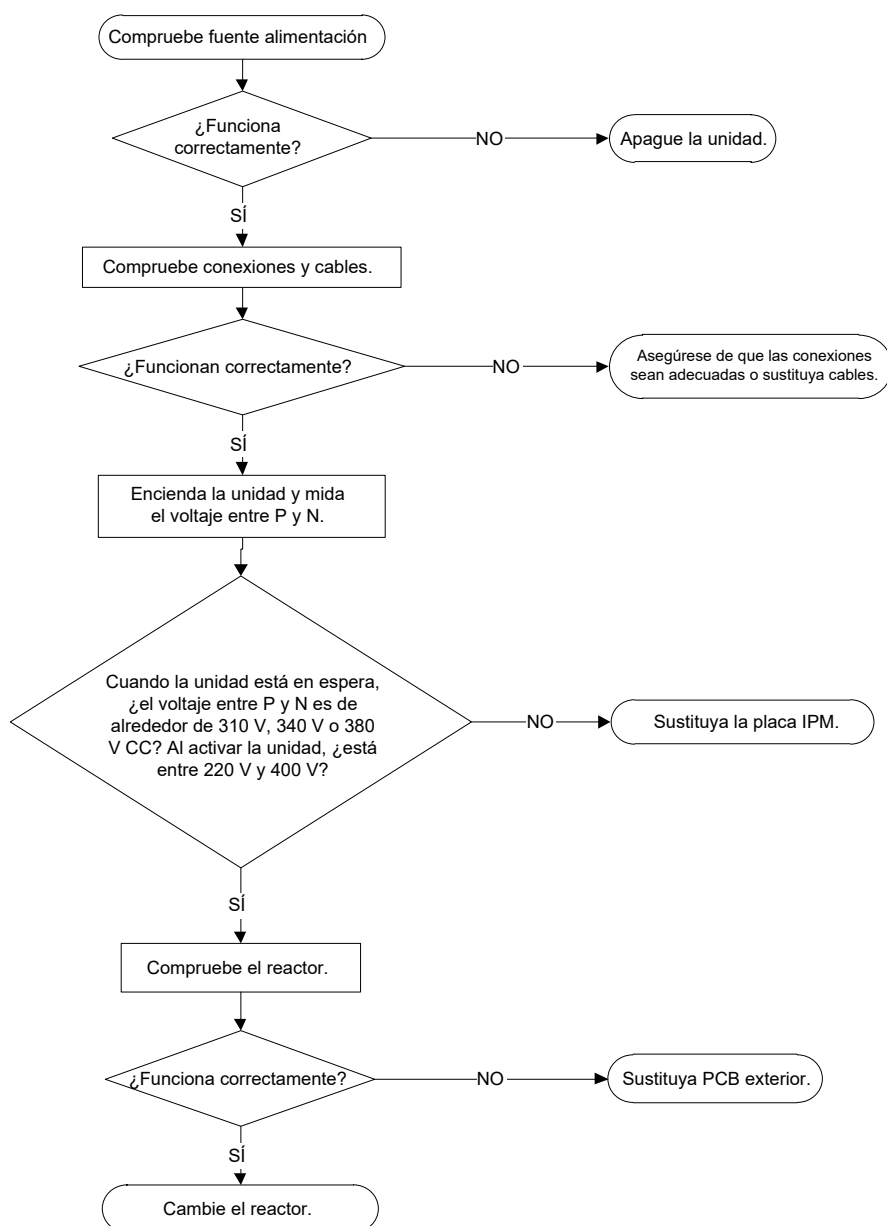 Compruebe fuente alimentación
¿Funciona
correctamente?
NO
Apague la unidad.
SÍ
Compruebe conexiones y cables.
¿Funcionan correctamente?
NO
Asegúrese de que las conexiones
sean adecuadas o sustituya cables.
SÍ
Encienda la unidad y mida
el voltaje entre P y N.
Cuando la unidad está en espera,
¿el voltaje entre P y N es de
alrededor de 310 V, 340 V o 380
V CC? Al activar la unidad, ¿está
entre 220 V y 400 V?
NO
Sustituya la placa IPM.
SÍ
Compruebe el reactor.
¿Funciona correctamente?
NO
Sustituya PCB exterior.
SÍ
Cambie el reactor.